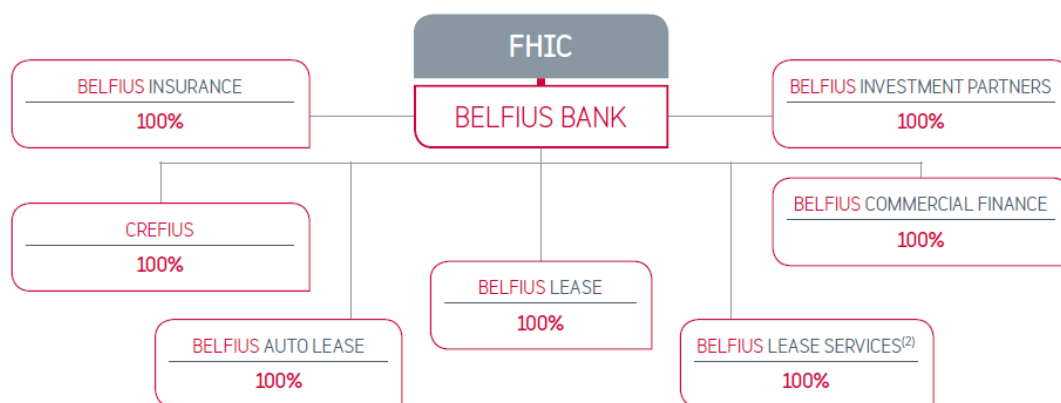 FHIC
BELFIUS BANK
BELFIUS INSURANCE
100%
BELFIUS INVESTMENT PARTNERS
100%
CREFIUS
100%
BELFIUS COMMERCIAL FINANCE
100%
BELFIUS LEASE
100%
BELFIUS AUTO LEASE
100%
BELFIUS LEASE SERVICES(2)
100%